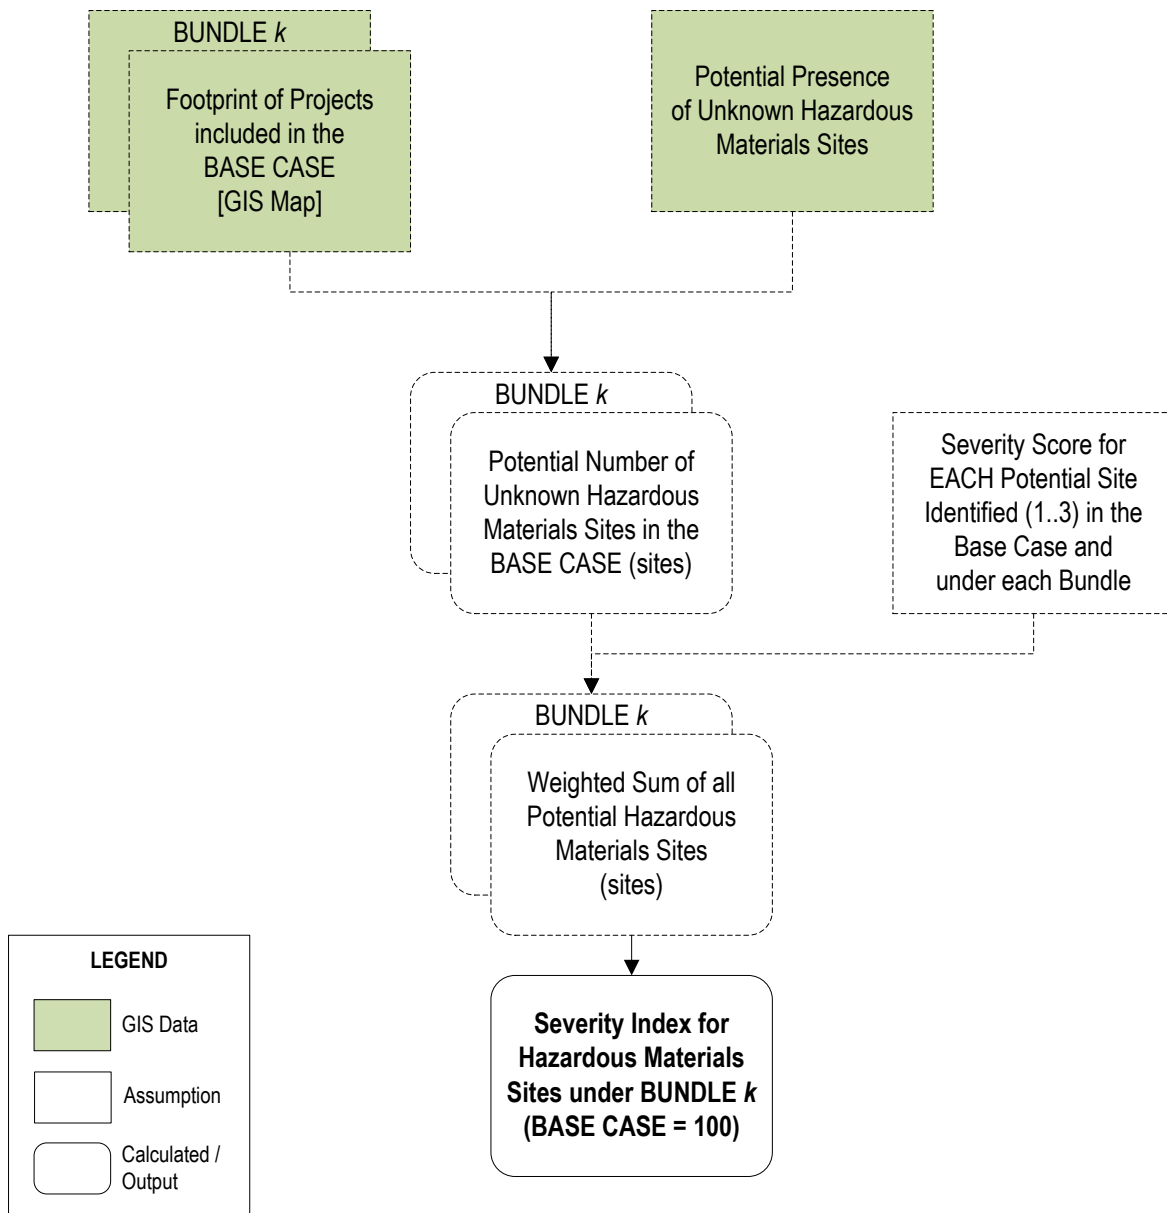 BUNDLE k
Footprint of Projects
included in the
BASE CASE
[GIS Map]
Potential Presence
of Unknown Hazardous
Materials Sites
BUNDLE k
Potential Number of
Unknown Hazardous
Materials Sites in the
BASE CASE (sites)
Severity Score for
EACH Potential Site
Identified (1..3) in the
Base Case and
under each Bundle
BUNDLE k
Weighted Sum of all
Potential Hazardous
Materials Sites
(sites)
Severity Index for
Hazardous Materials
Sites under BUNDLE k
(BASE CASE = 100)
LEGEND
GIS Data
Assumption
Calculated /
Output